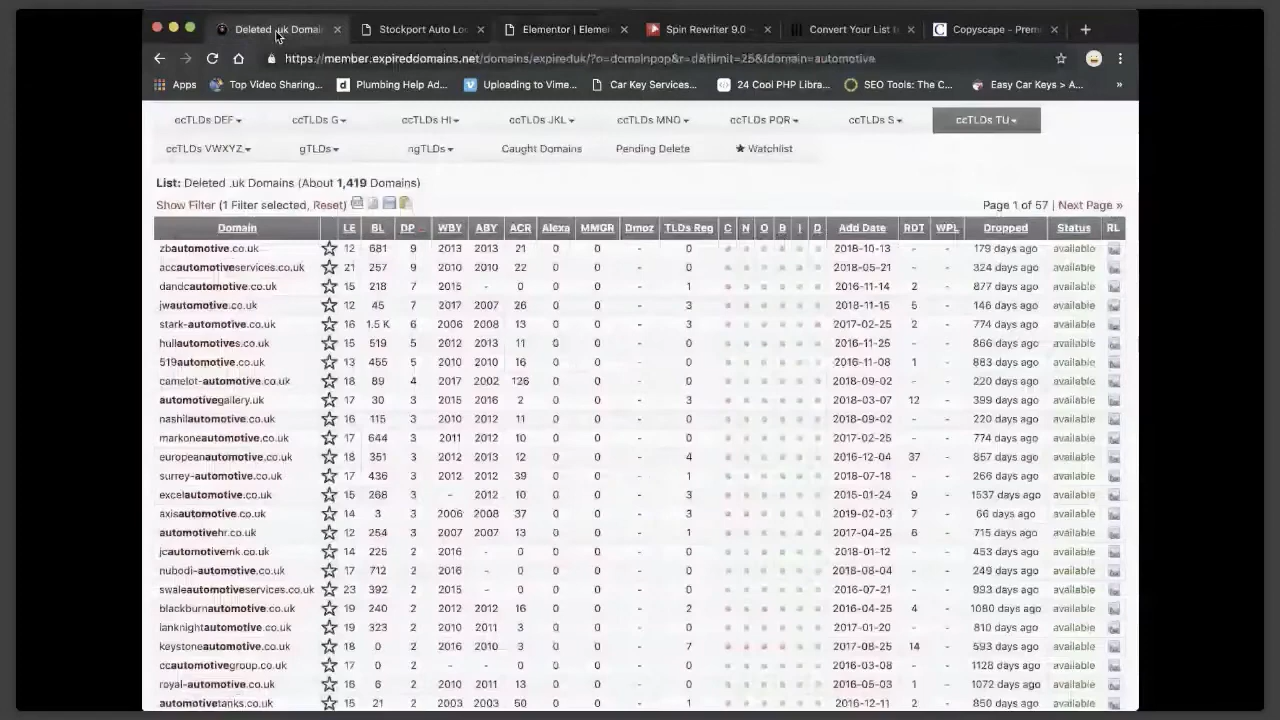 Deleted .uk Domai × Stockport Auto Loc × Elementor | Elemen × Spin Rewriter 9.0 - × Convert Your List t × Copyscape - Prem × +
https://member.expireddomains.net/domains/expireduk/?o=domainpop&r=d&flimit=25&fdomain=automotive
Apps Top Video Sharing... Plumbing Help Ad... Uploading to Vime... Car Key Services,... 24 Cool PHP Libra... SEO Tools: The C... Easy Car Keys > A... »
ccTLDs DEF ccTLDs G ccTLDs HI ccTLDs JKL ccTLDs MNO ccTLDs PQR ccTLDs S ccTLDs TU
ccTLDs VWXYZ gTLDs ngTLDs Caught Domains Pending Delete ★ Watchlist
List: Deleted .uk Domains (About 1,419 Domains)
Show Filter (1 Filter selected, Reset) Page 1 of 57 | Next Page »
Domain LE BL DP WBY ABY ACR Alexa MMGR Dmoz TLDs Reg C N O B I D Add Date RDT WPL Dropped Status RL
zbautomotive.co.uk 12 681 9 2013 2013 21 0 0 - 0 2018-10-13 - - 179 days ago available
accautomotiveservices.co.uk 21 257 9 2010 2010 22 0 0 - 0 2018-05-21 - - 324 days ago available
dandcautomotive.co.uk 15 218 7 2015 - 0 0 0 - 1 2016-11-14 2 - 877 days ago available
jwautomotive.co.uk 12 45 7 2017 2007 26 0 0 - 3 2018-11-15 5 - 146 days ago available
stark-automotive.co.uk 16 1.5 K 6 2006 2008 13 0 0 - 3 2017-02-25 2 - 774 days ago available
hullautomotives.co.uk 15 519 5 2012 2013 11 0 0 - 0 2016-11-25 - - 866 days ago available
519automotive.co.uk 13 455 5 2010 2010 16 0 0 - 0 2016-11-08 1 - 883 days ago available
camelot-automotive.co.uk 18 89 4 2017 2002 126 0 0 - 0 2018-09-02 - - 220 days ago available
automotivegallery.uk 17 30 3 2015 2016 2 0 0 - 3 2018-03-07 12 - 399 days ago available
nashilautomotive.co.uk 16 115 3 2010 2012 11 0 0 - 0 2018-09-02 - - 220 days ago available
markoneautomotive.co.uk 17 644 3 2011 2012 10 0 0 - 0 2017-02-25 - - 774 days ago available
europeanautomotive.co.uk 18 351 3 2012 2013 12 0 0 - 4 2016-12-04 37 - 857 days ago available
surrey-automotive.co.uk 17 436 3 2012 2012 39 0 0 - 1 2018-07-18 - - 266 days ago available
excelautomotive.co.uk 15 268 3 - 2012 10 0 0 - 3 2015-01-24 9 - 1537 days ago available
axisautomotive.co.uk 14 3 3 2006 2008 37 0 0 - 3 2019-02-03 7 - 66 days ago available
automotivehr.co.uk 12 254 3 2007 2007 13 0 0 - 1 2017-04-25 6 - 715 days ago available
jcautomotivemk.co.uk 14 225 2 2016 - 0 0 0 - 0 2018-01-12 - - 453 days ago available
nubodi-automotive.co.uk 17 712 2 2016 - 0 0 0 - 0 2018-08-04 - - 249 days ago available
swaleautomotiveservices.co.uk 23 392 2 2015 - 0 0 0 - 0 2016-07-21 - - 993 days ago available
blackburnautomotive.co.uk 19 240 2 2012 2012 16 0 0 - 2 2016-04-25 4 - 1080 days ago available
ianknightautomotive.co.uk 19 323 2 2010 2011 3 0 0 - 0 2017-01-20 - - 810 days ago available
keystoneautomotive.co.uk 18 0 2 2016 2010 3 0 0 - 7 2017-08-25 14 - 593 days ago available
ccautomotivegroup.co.uk 17 0 2 - - 0 0 0 - 0 2016-03-08 - - 1128 days ago available
royal-automotive.co.uk 16 6 2 2010 2011 13 0 0 - 0 2016-05-03 1 - 1072 days ago available
automotivetanks.co.uk 15 21 2 2003 2003 50 0 0 - 1 2016-12-11 2 - 850 days ago available